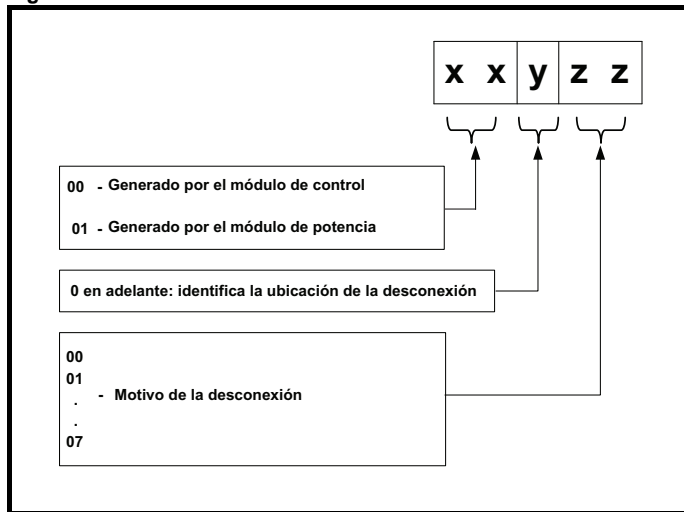 x x y z z
00 - Generado por el módulo de control
01 - Generado por el módulo de potencia
0 en adelante: identifica la ubicación de la desconexión
00
01
.
- Motivo de la desconexión
.
07